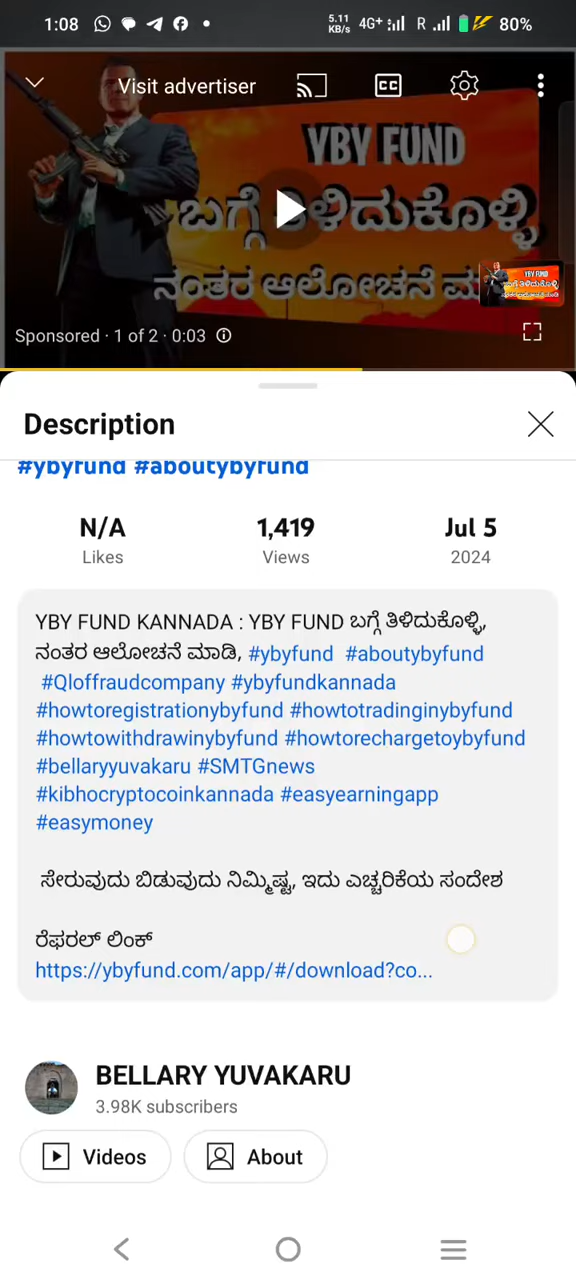 1:08
5.11 KB/s 4G+ R 80%
Visit advertiser CC
YBY FUND
ಬಗ್ಗೆ ತಿಳಿದುಕೊಳ್ಳಿ,
ನಂತರ ಆಲೋಚನೆ
Sponsored · 1 of 2 · 0:03
Description
#ybyfund #aboutybyfund
N/A 1,419 Jul 5
Likes Views 2024
YBY FUND KANNADA : YBY FUND ಬಗ್ಗೆ ತಿಳಿದುಕೊಳ್ಳಿ,
ನಂತರ ಆಲೋಚನೆ ಮಾಡಿ, #ybyfund #aboutybyfund
#Qloffraudcompany #ybyfundkannada
#howtoregistrationybyfund #howtotradinginybyfund
#howtowithdrawinybyfund #howtorechargetoybyfund
#bellaryyuvakaru #SMTGnews
#kibhocryptocoinkannada #easyearningapp
#easymoney
ಸೇರುವುದು ಬಿಡುವುದು ನಿಮ್ಮಿಷ್ಟ, ಇದು ಎಚ್ಚರಿಕೆಯ ಸಂದೇಶ
ರೆಫರಲ್ ಲಿಂಕ್
https://ybyfund.com/app/#/download?co...
BELLARY YUVAKARU
3.98K subscribers
Videos About